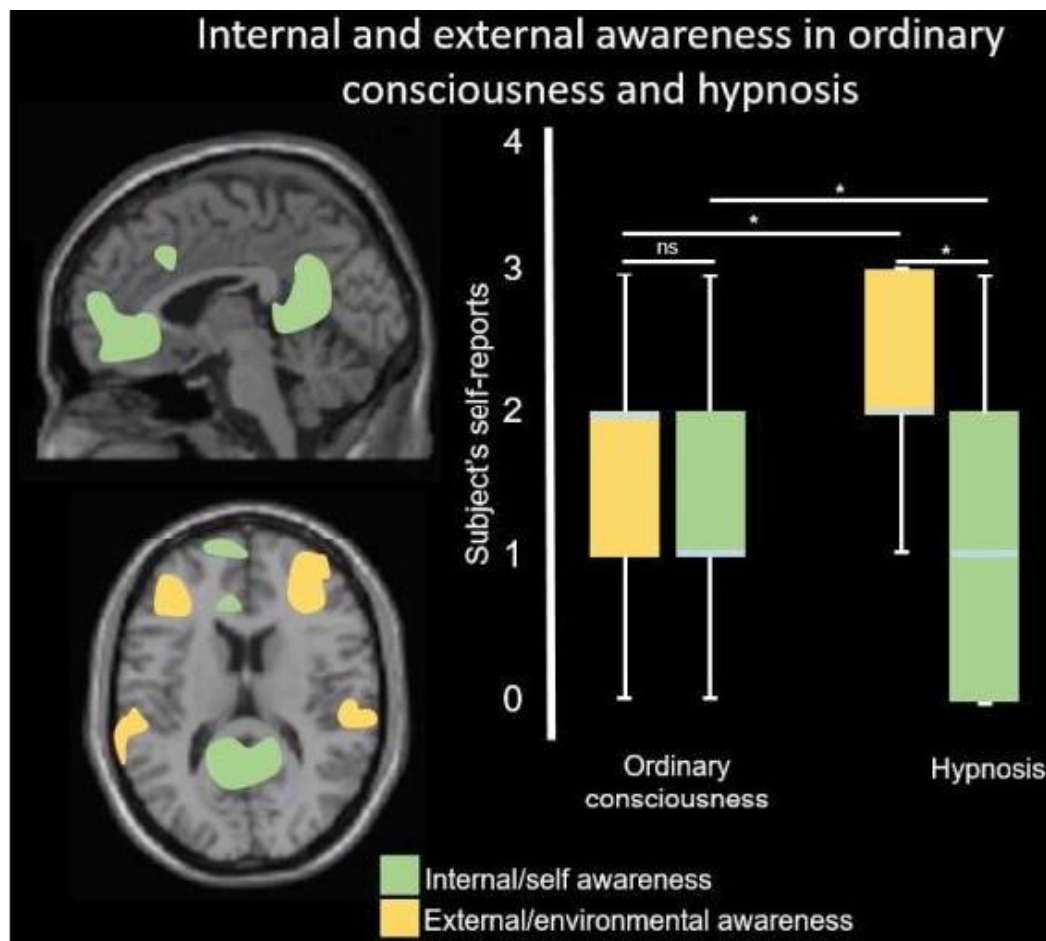 Internal and external awareness in ordinary
consciousness and hypnosis
Subject's self-reports
4
3
2
1
0
*
*
ns
*
Ordinary
consciousness
Hypnosis
Internal/self awareness
External/environmental awareness